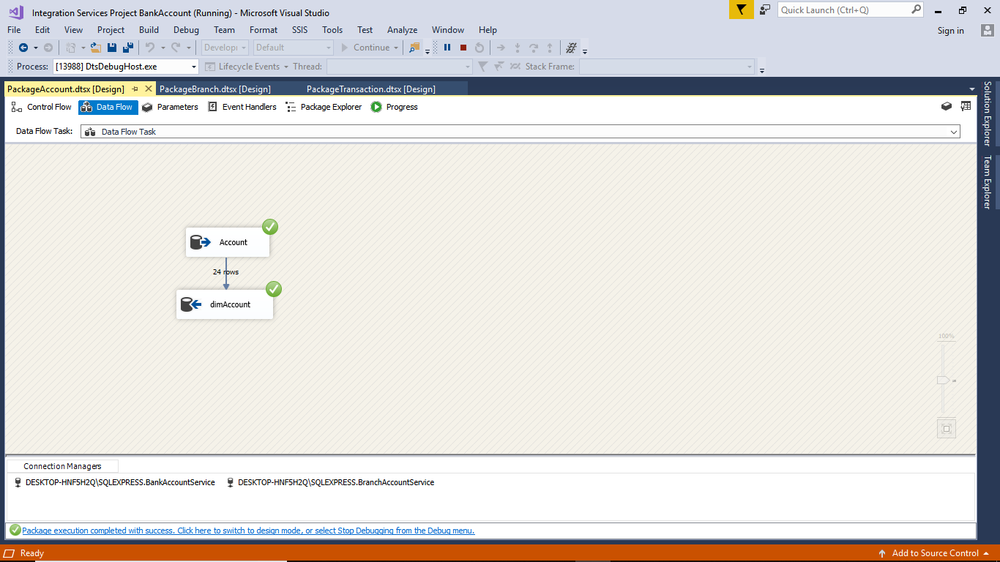 Integration Services Project BankAccount (Running) - Microsoft Visual Studio
Quick Launch (Ctrl+Q)
File Edit View Project Build Debug Team Format SSIS Tools Test Analyze Window Help
Sign in
Develop Default Continue
Process: [13988] DtsDebugHost.exe Lifecycle Events Thread: Stack Frame:
PackageAccount.dtsx [Design] PackageBranch.dtsx [Design] PackageTransaction.dtsx [Design]
Control Flow Data Flow Parameters Event Handlers Package Explorer Progress
Data Flow Task: Data Flow Task
Solution Explorer
Team Explorer
Account
24 rows
dimAccount
100%
Connection Managers
DESKTOP-HNF5H2Q\SQLEXPRESS.BankAccountService DESKTOP-HNF5H2Q\SQLEXPRESS.BranchAccountService
Package execution completed with success. Click here to switch to design mode, or select Stop Debugging from the Debug menu.
Ready
Add to Source Control